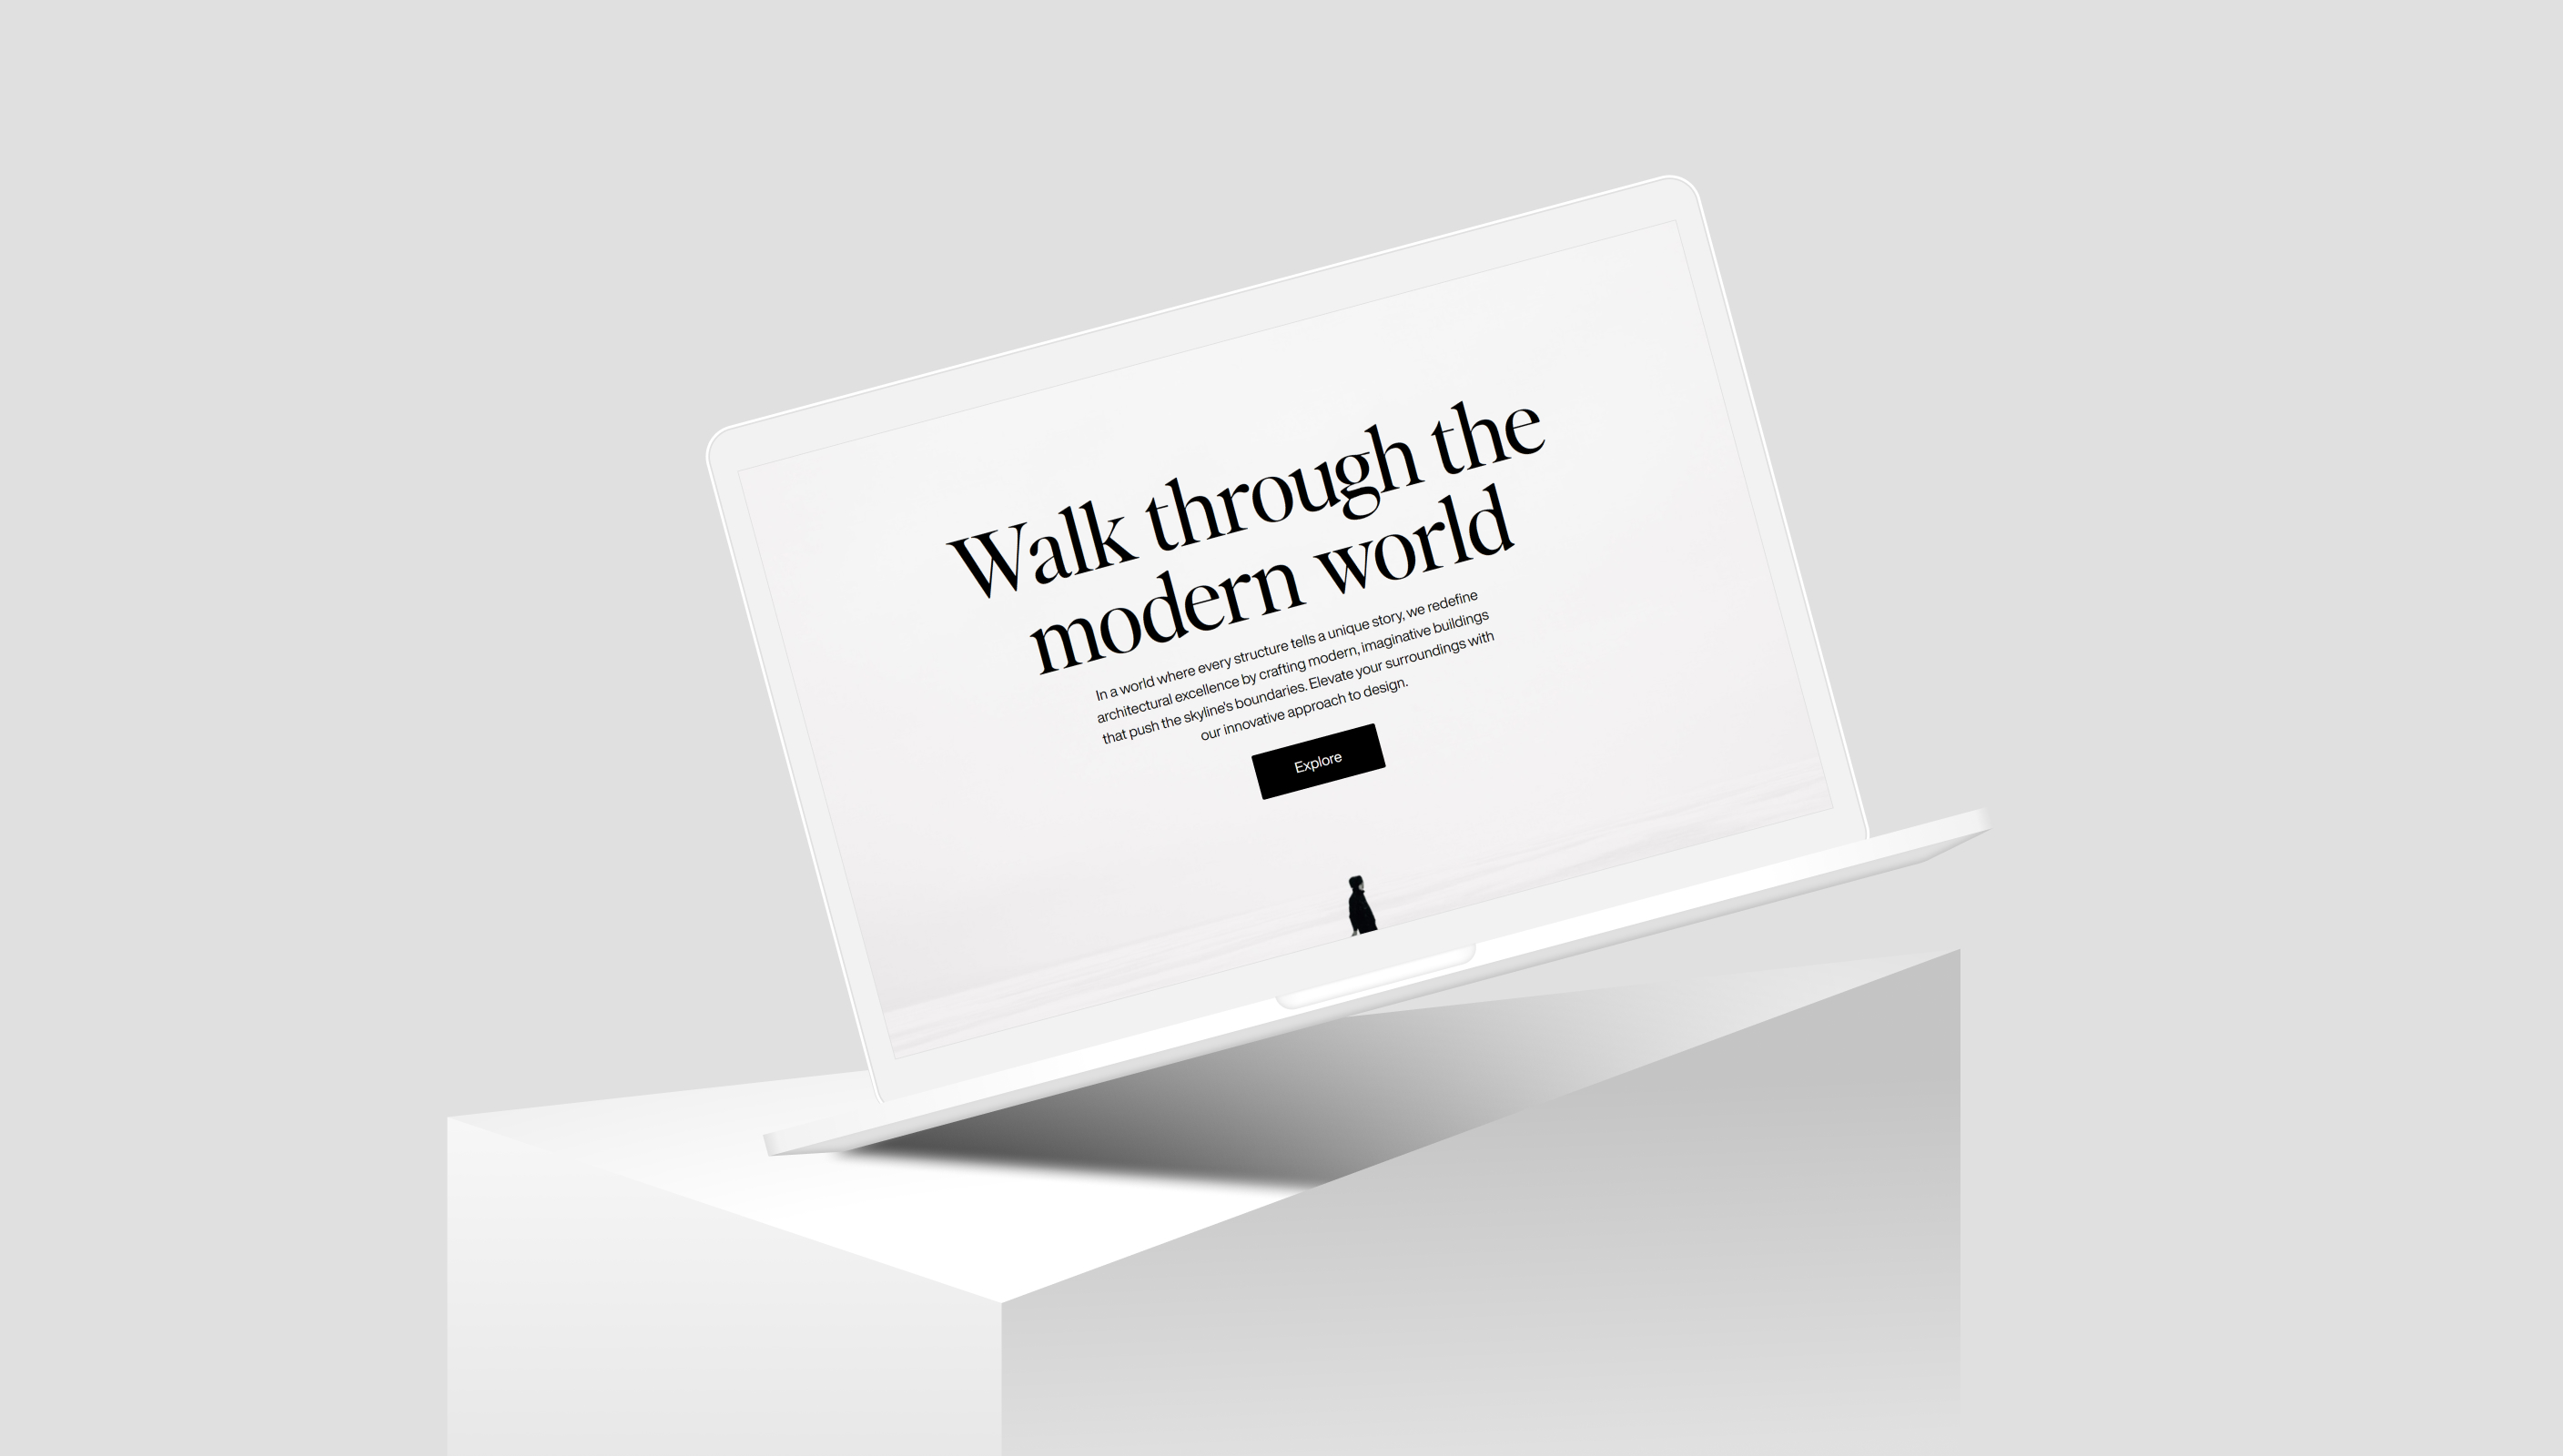 Walk through the
modern world
In a world where every structure tells a unique story, we redefine
architectural excellence by crafting modern, imaginative buildings
that push the skyline's boundaries. Elevate your surroundings with
our innovative approach to design.
Explore